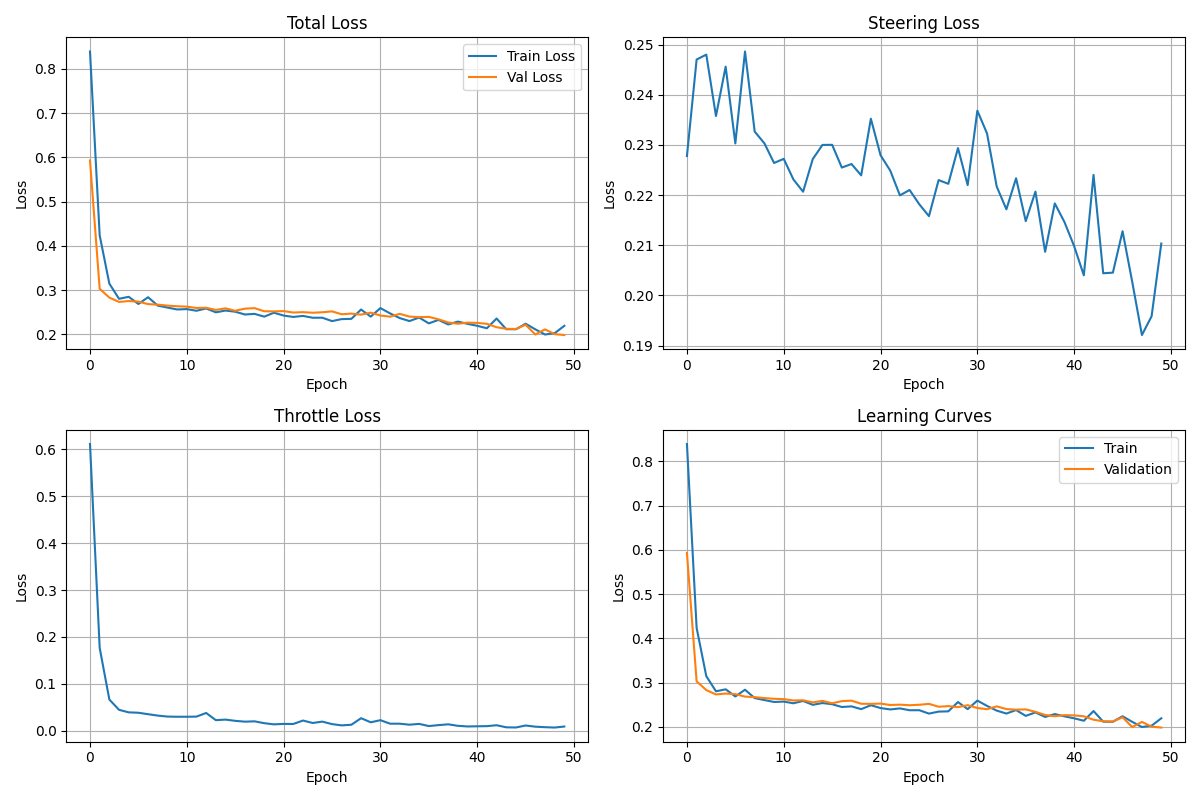 Total Loss
Loss
0.8
0.7
0.6
0.5
0.4
0.3
0.2
0 10 20 30 40 50
Epoch
Train Loss
Val Loss
Steering Loss
Loss
0.25
0.24
0.23
0.22
0.21
0.20
0.19
0 10 20 30 40 50
Epoch
Throttle Loss
Loss
0.6
0.5
0.4
0.3
0.2
0.1
0.0
0 10 20 30 40 50
Epoch
Learning Curves
Loss
0.8
0.7
0.6
0.5
0.4
0.3
0.2
0 10 20 30 40 50
Epoch
Train
Validation